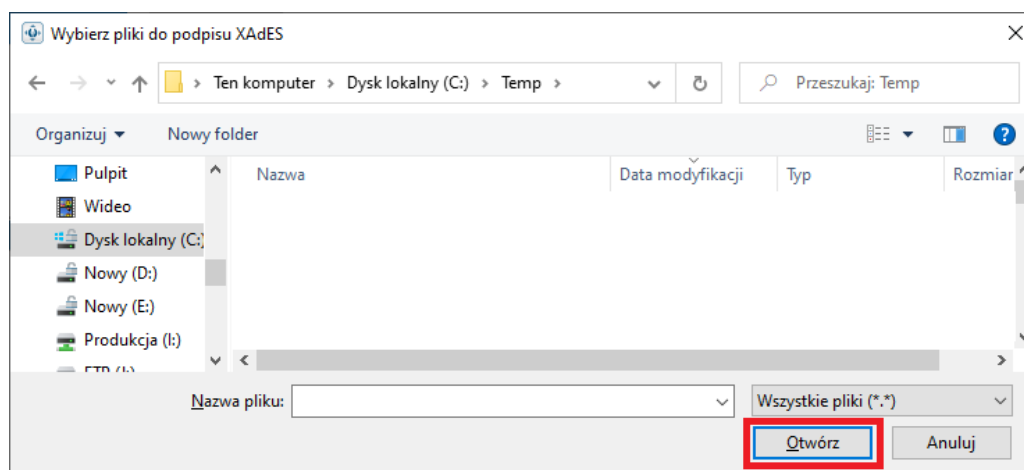 Wybierz pliki do podpisu XAdES
Ten komputer > Dysk lokalny (C:) > Temp >
Przeszukaj: Temp
Organizuj
Nowy folder
Nazwa
Data modyfikacji
Typ
Rozmiar
Pulpit
Wideo
Dysk lokalny (C:)
Nowy (D:)
Nowy (E:)
Produkcja (I:)
Nazwa pliku:
Wszystkie pliki (*.*)
Otwórz
Anuluj